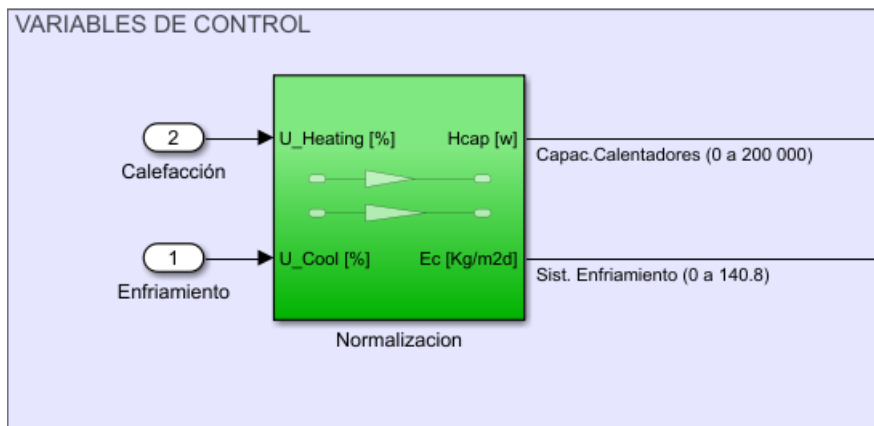 VARIABLES DE CONTROL
2
Calefacción
U_Heating [%]
Hcap [w]
Capac.Calentadores (0 a 200 000)
1
Enfriamiento
U_Cool [%]
Ec [Kg/m2d]
Sist. Enfriamiento (0 a 140.8)
Normalizacion